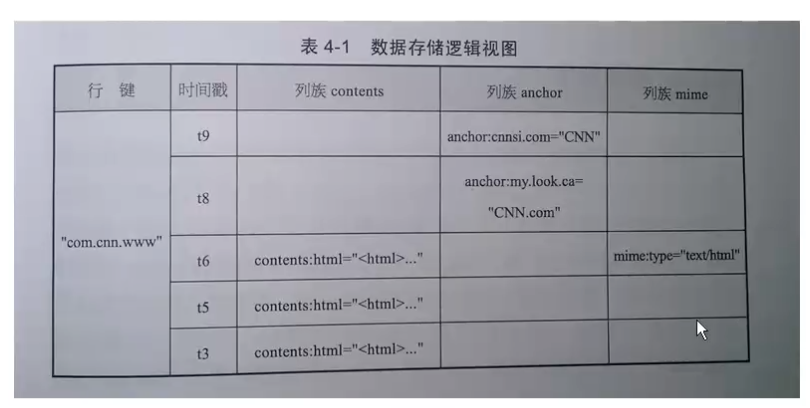 表 4-1 数据存储逻辑视图
行 键 时间戳 列族 contents 列族 anchor 列族 mime
t9 anchor:cnnsi.com="CNN"
t8 anchor:my.look.ca=
"CNN.com"
"com.cnn.www"
t6 contents:html="<html>..." mime:type="text/html"
t5 contents:html="<html>..."
t3 contents:html="<html>..."